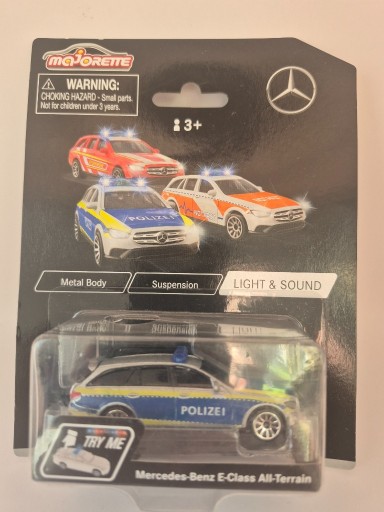 majorette
WARNING:
CHOKING HAZARD - Small parts.
Not for children under 3 years.
3+
POLIZEI
Metal Body
Suspension
LIGHT & SOUND
POLIZEI
TRY ME
Mercedes-Benz E-Class All-Terrain